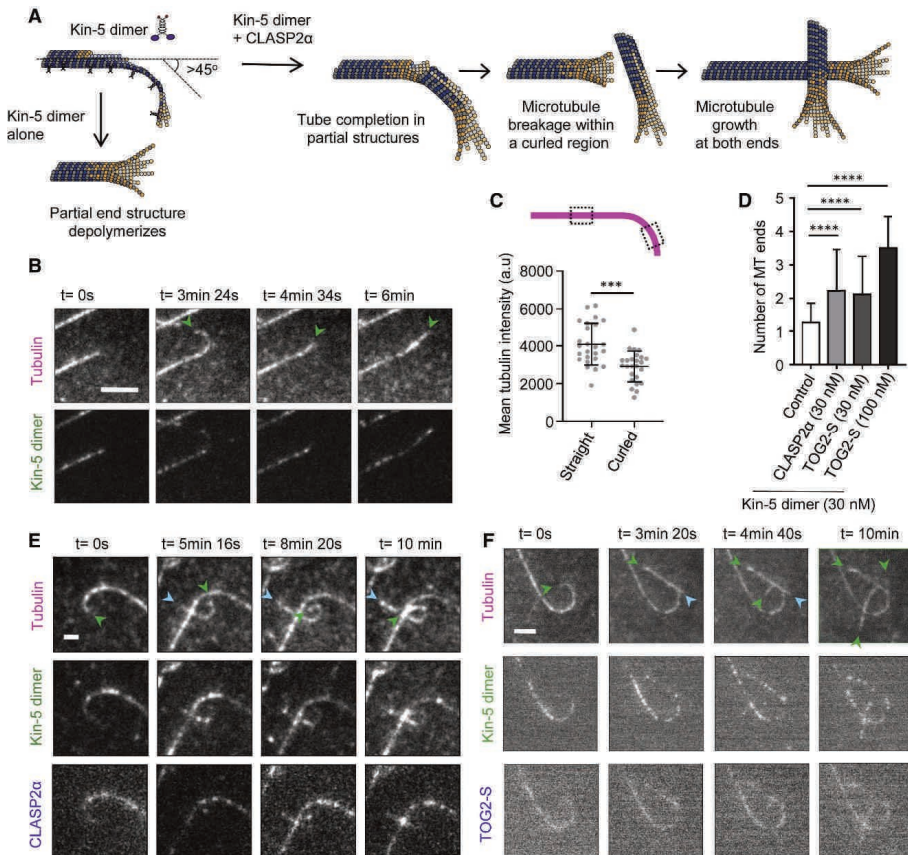 A
Kin-5 dimer
>45°
Kin-5 dimer
+ CLASP2α
Kin-5 dimer
alone
Partial end structure
depolymerizes
Tube completion in
partial structures
Microtubule
breakage within
a curled region
Microtubule
growth
at both ends
B
t= 0s
t= 3min 24s
t= 4min 34s
t= 6min
Tubulin
Kin-5 dimer
C
Mean tubulin intensity (a.u)
8000
6000
4000
2000
0
***
Straight
Curled
D
Number of MT ends
5
4
3
2
1
0
****
****
****
Control
CLASP2α (30 nM)
TOG2-S (30 nM)
TOG2-S (100 nM)
Kin-5 dimer (30 nM)
E
t= 0s
t= 5min 16s
t= 8min 20s
t= 10 min
Tubulin
Kin-5 dimer
CLASP2α
F
t= 0s
t= 3min 20s
t= 4min 40s
t= 10min
Tubulin
Kin-5 dimer
TOG2-S